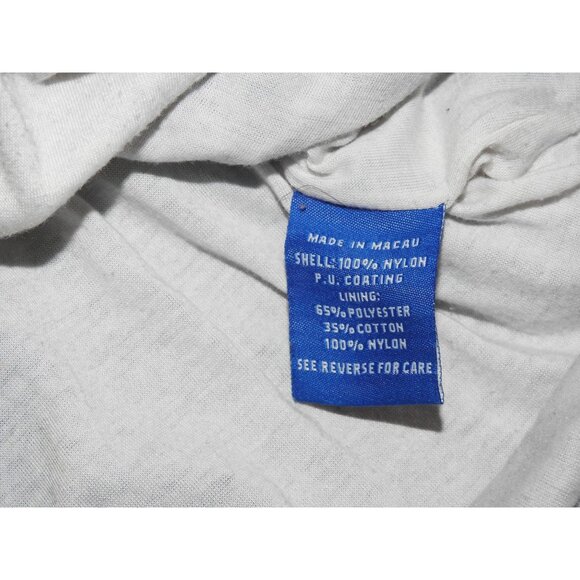 MADE IN MACAU
SHELL: 100% NYLON
P.U. COATING
LINING:
65% POLYESTER
35% COTTON
100% NYLON
SEE REVERSE FOR CARE